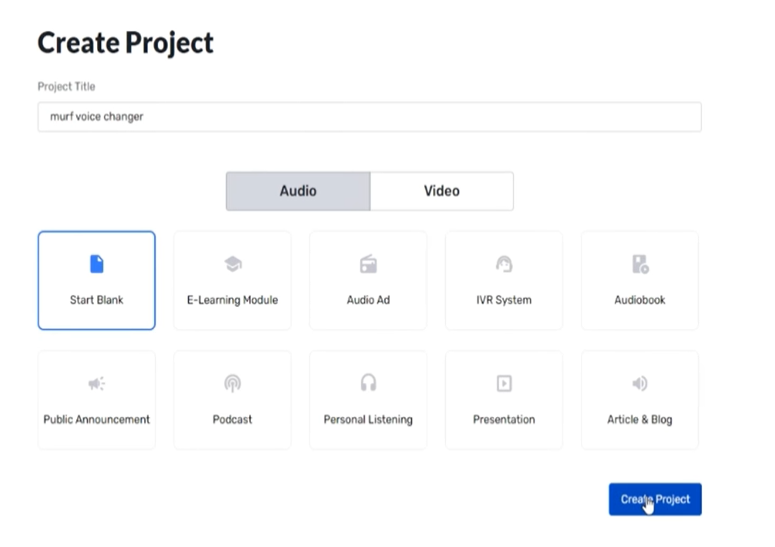 Create Project
Project Title
murf voice changer
Audio Video
Start Blank E-Learning Module Audio Ad IVR System Audiobook
Public Announcement Podcast Personal Listening Presentation Article & Blog
Create Project